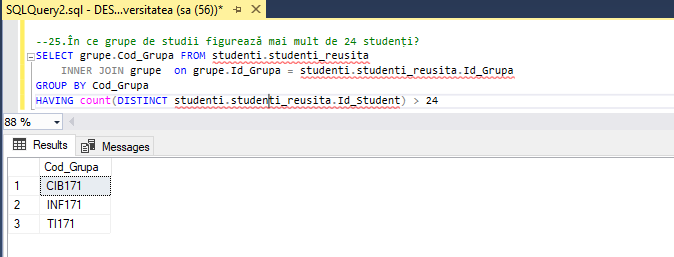 SQLQuery2.sql - DES...versitatea (sa (56))*
--25.În ce grupe de studii figurează mai mult de 24 studenți?
SELECT grupe.Cod_Grupa FROM studenti.studenti_reusita
INNER JOIN grupe  on grupe.Id_Grupa = studenti.studenti_reusita.Id_Grupa
GROUP BY Cod_Grupa
HAVING count(DISTINCT studenti.studenti_reusita.Id_Student) > 24
88 %
Results Messages
Cod_Grupa
1 CIB171
2 INF171
3 TI171